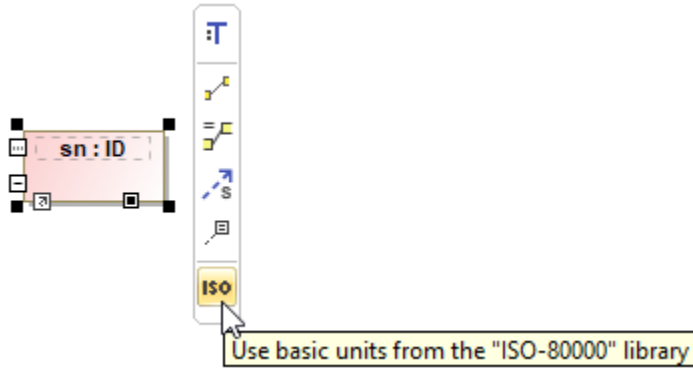 :T
=
sn : ID
S
ISO
Use basic units from the "ISO-80000" library